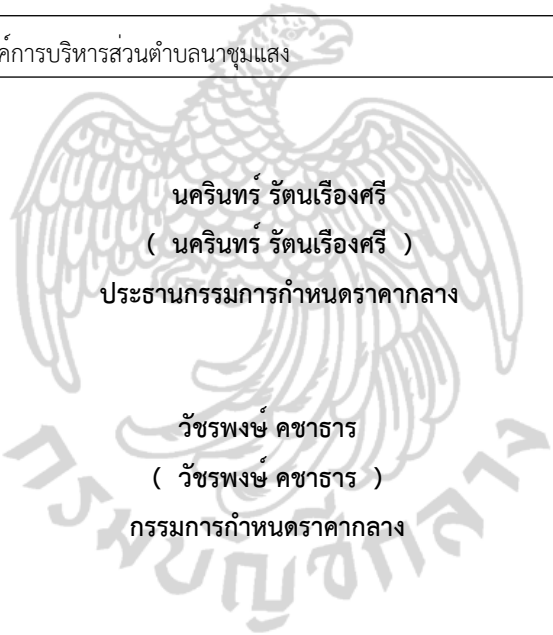 ค์การบริหารส่วนตำบลนาชุมแสง
นครินทร์ รัตนเรืองศรี
( นครินทร์ รัตนเรืองศรี )
ประธานกรรมการกำหนดราคากลาง
วัชรพงษ์ คชาธาร
( วัชรพงษ์ คชาธาร )
กรรมการกำหนดราคากลาง
กรมบัญชีกลาง